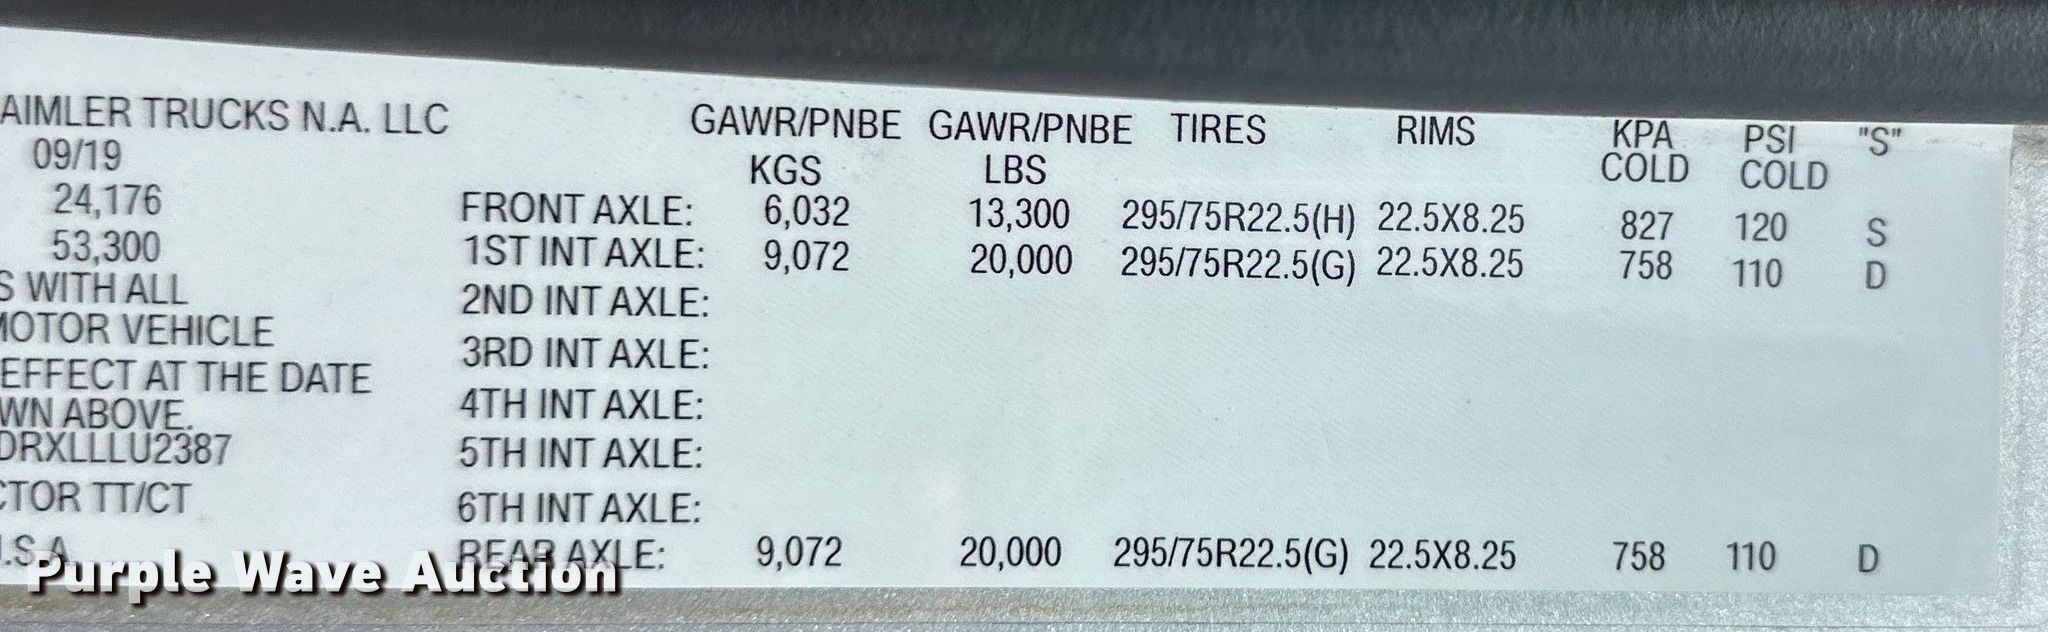 AIMLER TRUCKS N.A. LLC
GAWR/PNBE GAWR/PNBE TIRES RIMS KPA PSI "S"
09/19 KGS LBS COLD COLD
24,176 FRONT AXLE: 6,032 13,300 295/75R22.5(H) 22.5X8.25 827 120 S
53,300 1ST INT AXLE: 9,072 20,000 295/75R22.5(G) 22.5X8.25 758 110 D
S WITH ALL 2ND INT AXLE:
MOTOR VEHICLE 3RD INT AXLE:
EFFECT AT THE DATE 4TH INT AXLE:
WN ABOVE.
DRXLLLU2387 5TH INT AXLE:
CTOR TT/CT 6TH INT AXLE:
U.S.A. REAR AXLE: 9,072 20,000 295/75R22.5(G) 22.5X8.25 758 110 D
Purple Wave Auction